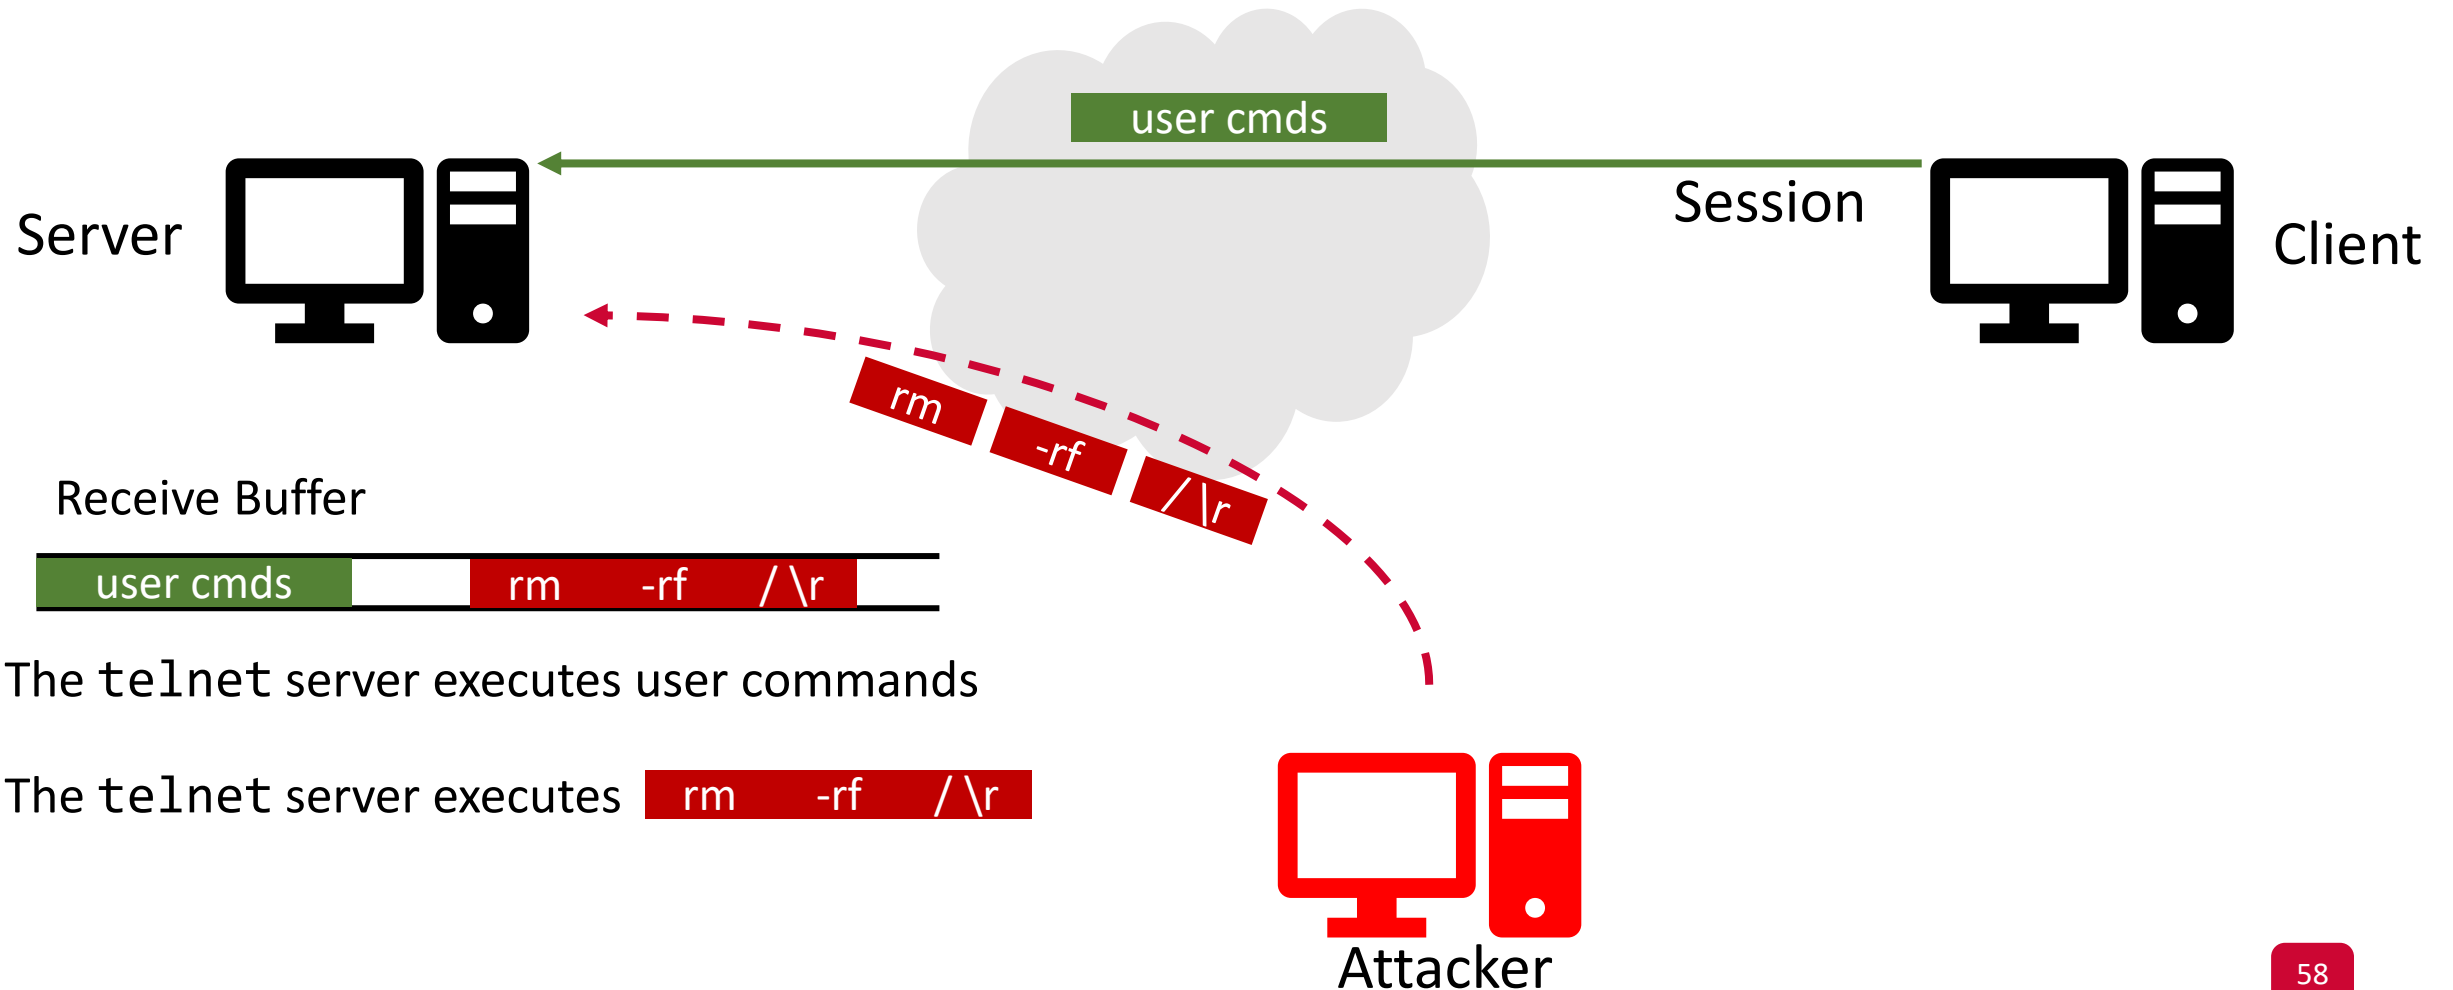 user cmds
Session
Server
Client
rm
-rf
/ \r
Receive Buffer
user cmds rm -rf / \r
The telnet server executes user commands
The telnet server executes rm -rf / \r
Attacker
58